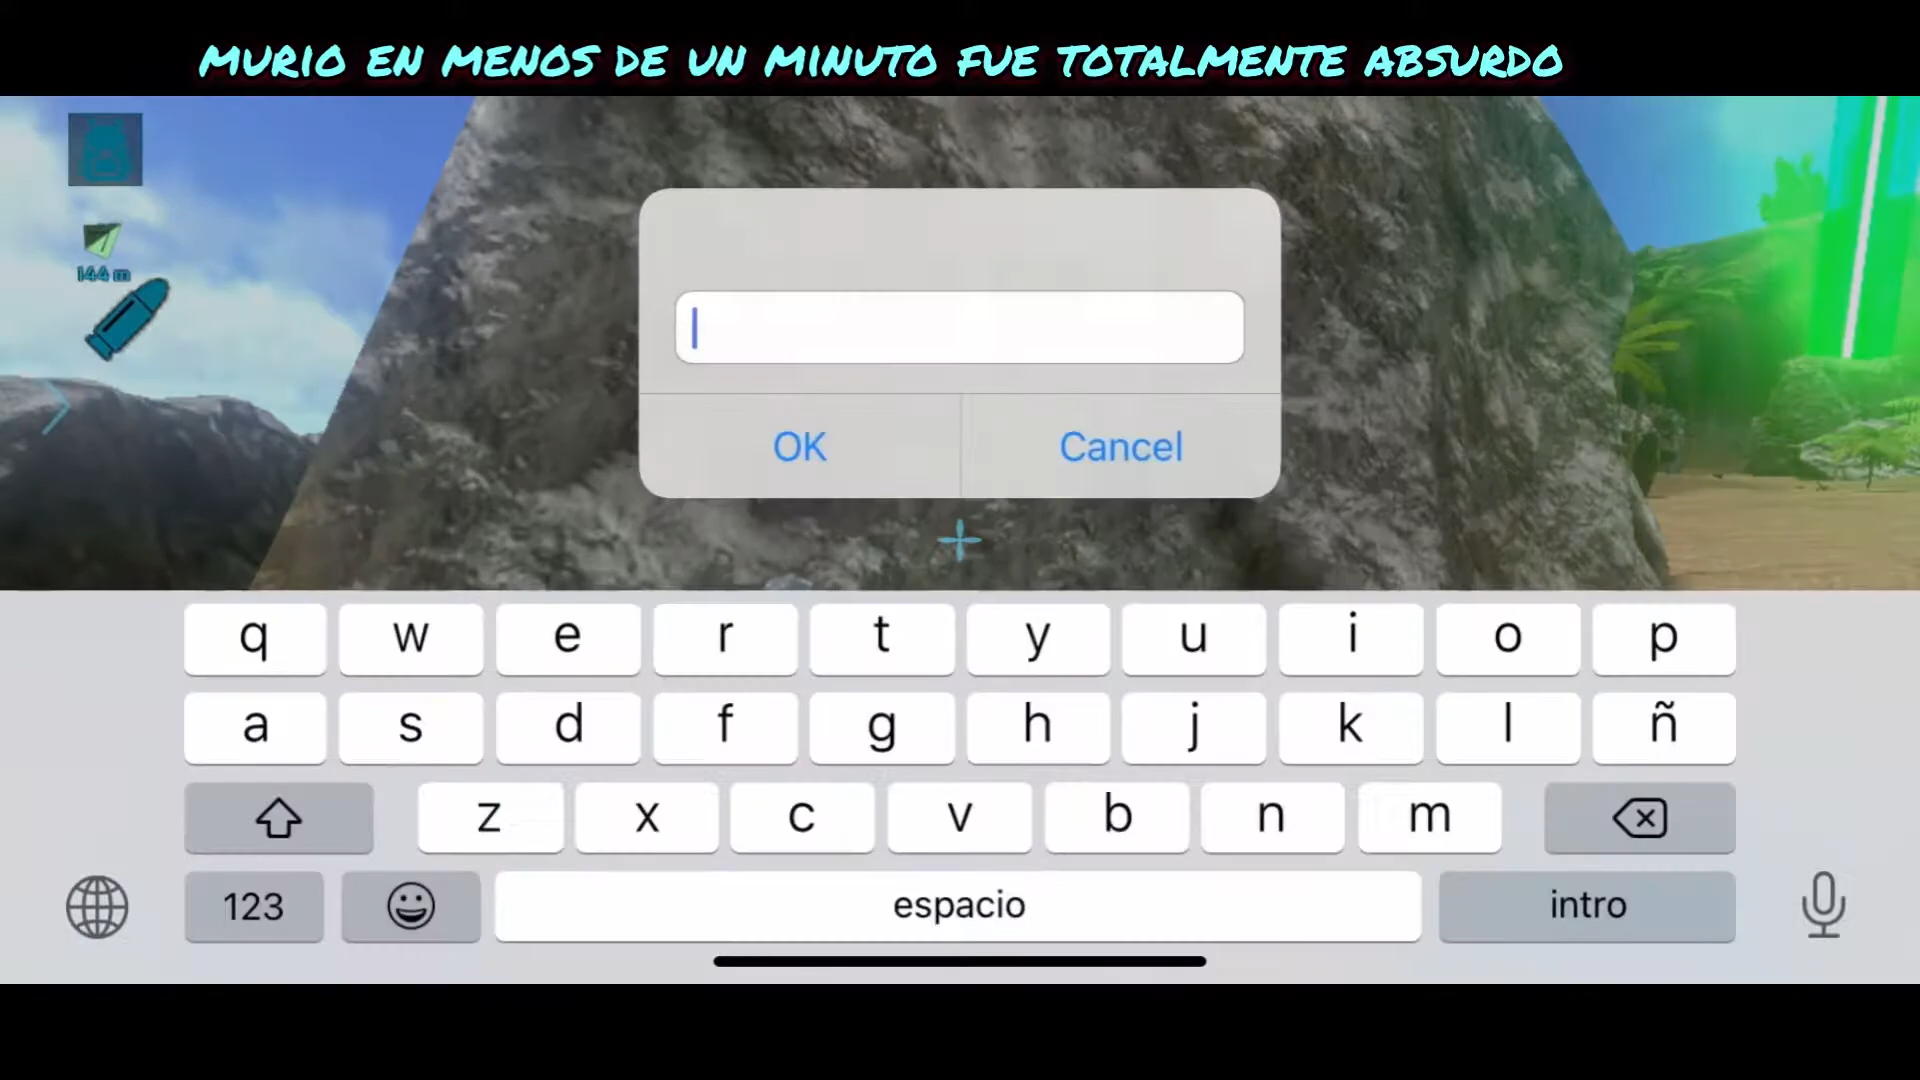 MURIO EN MENOS DE UN MINUTO FUE TOTALMENTE ABSURDO
144 m
OK Cancel
q w e r t y u i o p
a s d f g h j k l ñ
z x c v b n m
123 espacio intro